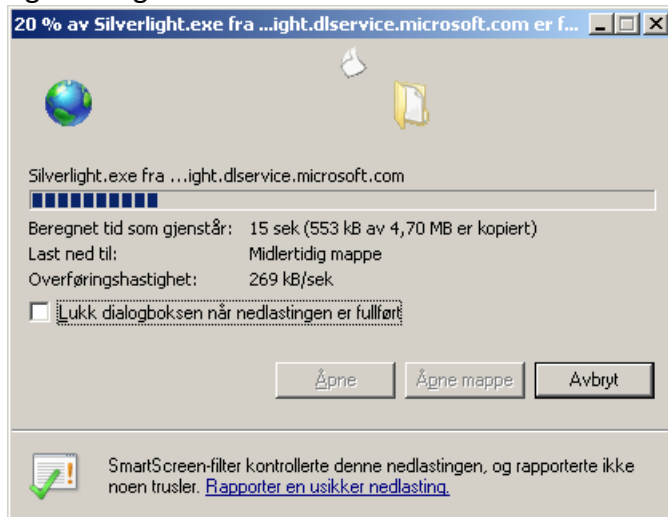 20 % av Silverlight.exe fra ...ight.dlservice.microsoft.com er f...
Silverlight.exe fra ...ight.dlservice.microsoft.com
Beregnet tid som gjenstår: 15 sek (553 kB av 4,70 MB er kopiert)
Last ned til: Midlertidig mappe
Overføringshastighet: 269 kB/sek
Lukk dialogboksen når nedlastingen er fullført
Åpne Åpne mappe Avbryt
SmartScreen-filter kontrollerte denne nedlastingen, og rapporterte ikke
noen trusler. Rapporter en usikker nedlasting.